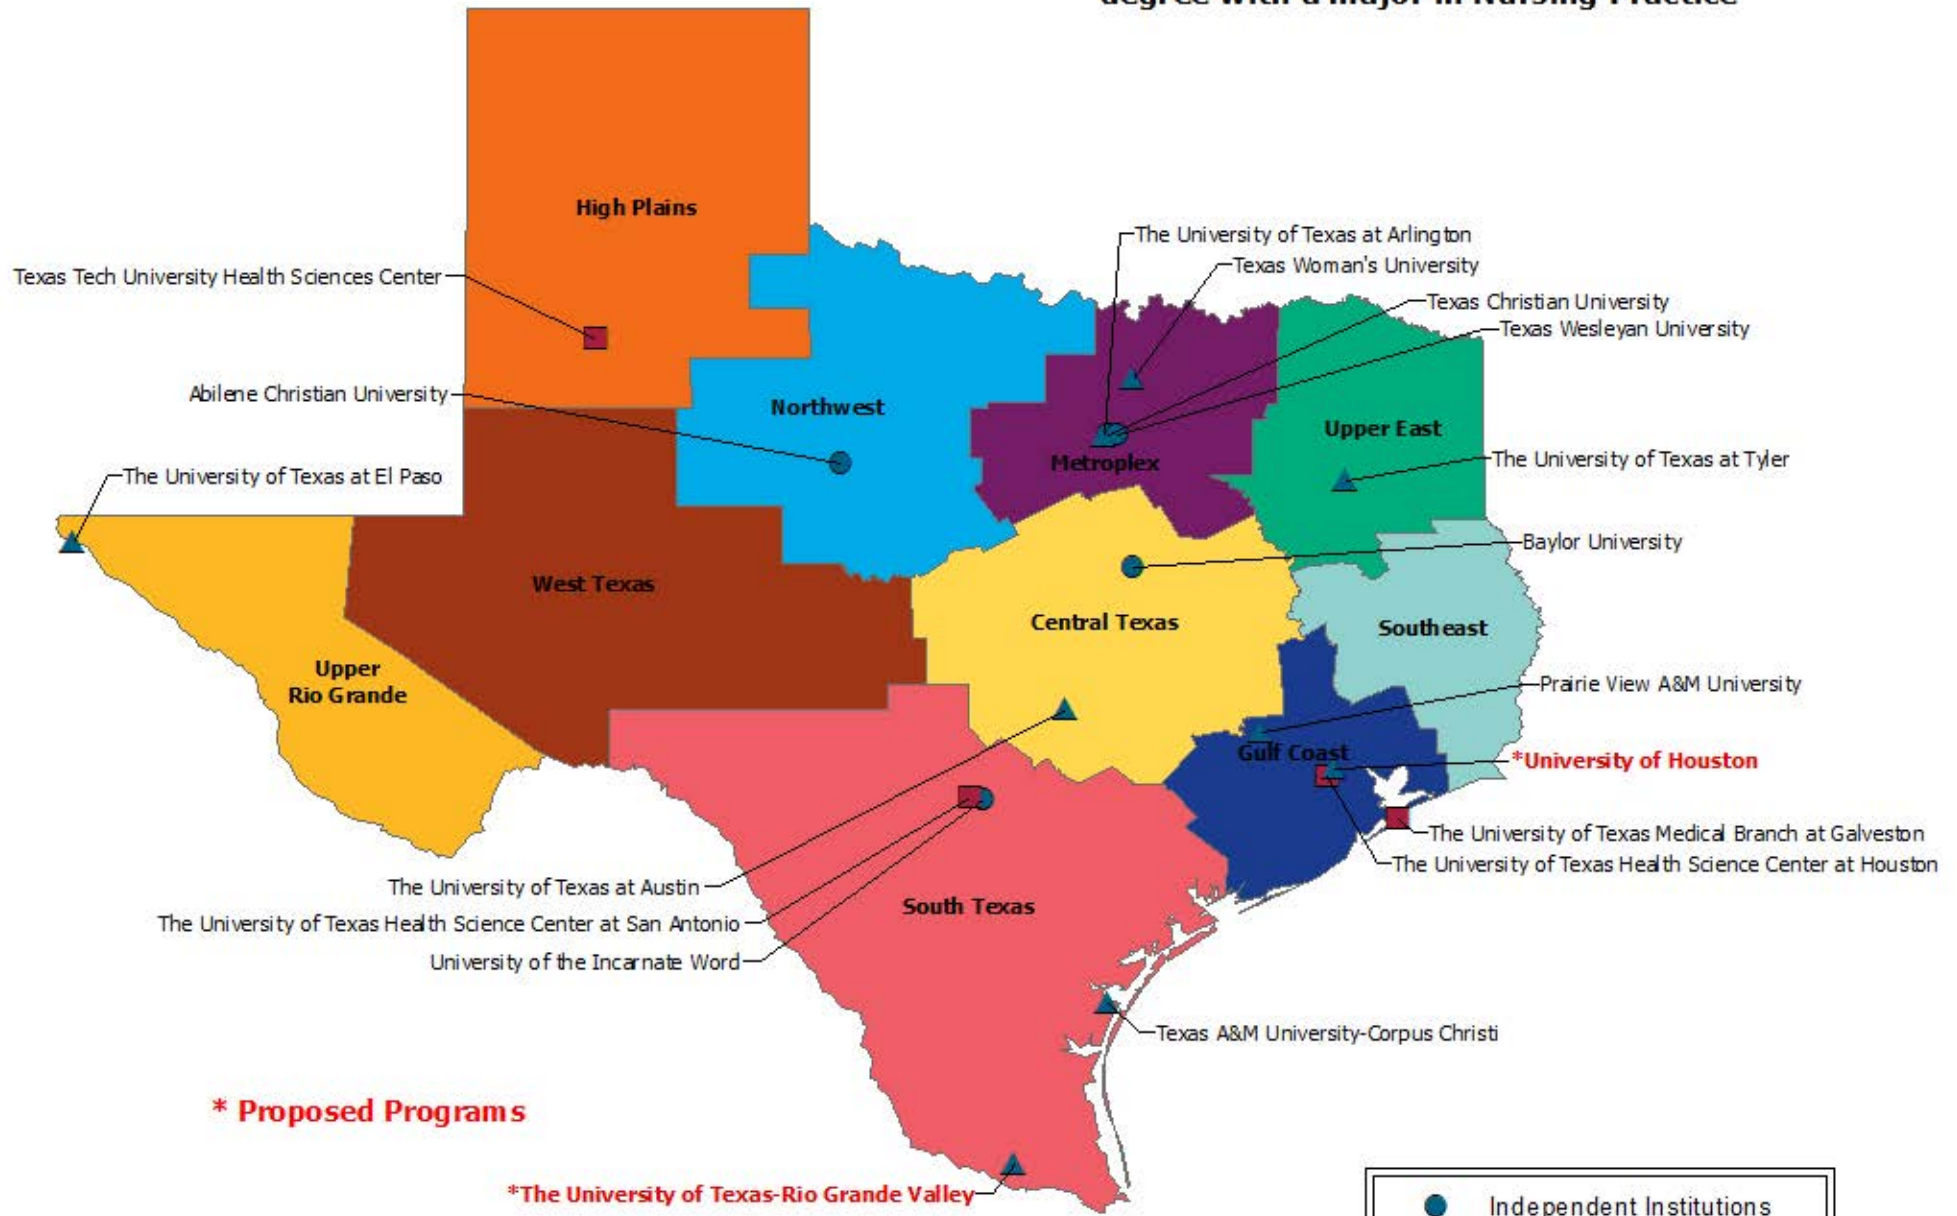 degree with a major in Nursing Practice
High Plains
The University of Texas at Arlington
Texas Woman's University
Texas Tech University Health Sciences Center
Texas Christian University
Texas Wesleyan University
Abilene Christian University
Northwest
Upper East
Metroplex
The University of Texas at Tyler
The University of Texas at El Paso
Baylor University
West Texas
Central Texas
Southeast
Upper
Rio Grande
Prairie View A&M University
Gulf Coast
*University of Houston
The University of Texas Medical Branch at Galveston
The University of Texas Health Science Center at Houston
The University of Texas at Austin
South Texas
The University of Texas Health Science Center at San Antonio
University of the Incarnate Word
Texas A&M University-Corpus Christi
* Proposed Programs
*The University of Texas-Rio Grande Valley
Independent Institutions